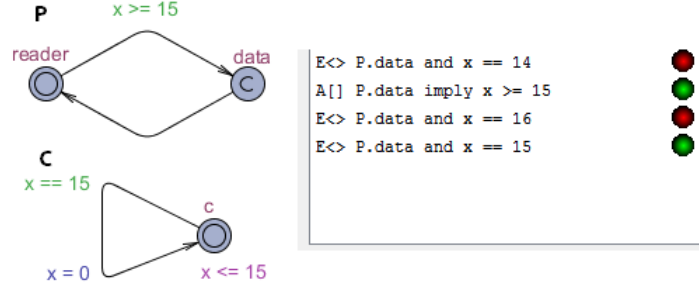 P
x >= 15
reader
data
C
C
x == 15
c
x = 0
x <= 15
E<> P.data and x == 14
A[] P.data imply x >= 15
E<> P.data and x == 16
E<> P.data and x == 15